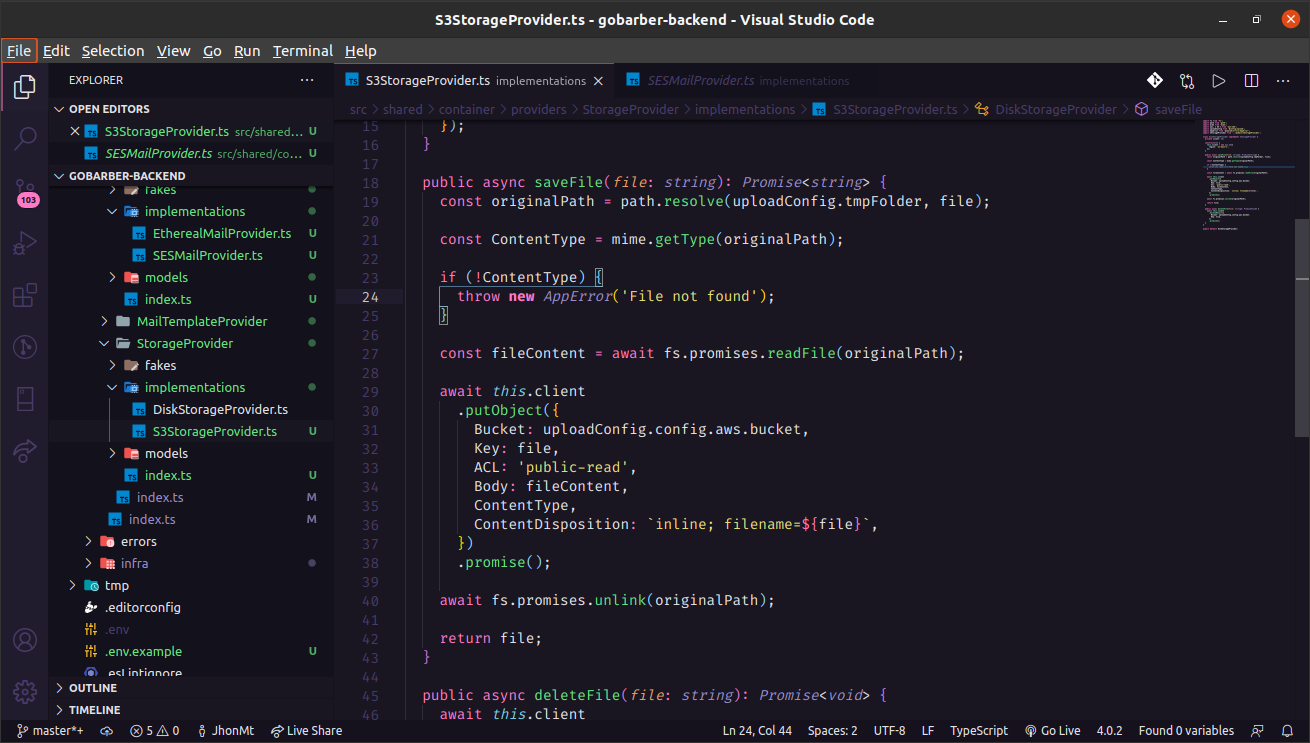 S3StorageProvider.ts - gobarber-backend - Visual Studio Code
File Edit Selection View Go Run Terminal Help
EXPLORER ···
OPEN EDITORS
S3StorageProvider.ts src/shared... U
SESMailProvider.ts src/shared/co... U
GOBARBER-BACKEND
fakes
implementations
EtherealMailProvider.ts U
SESMailProvider.ts U
models
index.ts U
MailTemplateProvider
StorageProvider
fakes
implementations
DiskStorageProvider.ts
S3StorageProvider.ts U
models
index.ts U
index.ts M
index.ts M
errors
infra
tmp
.editorconfig
.env
.env.example U
.eslintignore
OUTLINE
TIMELINE
103
S3StorageProvider.ts implementations
SESMailProvider.ts implementations
src > shared > container > providers > StorageProvider > implementations > S3StorageProvider.ts > DiskStorageProvider > saveFile
15 });
16 }
17
18 public async saveFile(file: string): Promise<string> {
19 const originalPath = path.resolve(uploadConfig.tmpFolder, file);
20
21 const ContentType = mime.getType(originalPath);
22
23 if (!ContentType) {
24 throw new AppError('File not found');
25 }
26
27 const fileContent = await fs.promises.readFile(originalPath);
28
29 await this.client
30 .putObject({
31 Bucket: uploadConfig.config.aws.bucket,
32 Key: file,
33 ACL: 'public-read',
34 Body: fileContent,
35 ContentType,
36 ContentDisposition: `inline; filename=${file}`,
37 })
38 .promise();
39
40 await fs.promises.unlink(originalPath);
41
42 return file;
43 }
44
45 public async deleteFile(file: string): Promise<void> {
46 await this.client
master*+ 5 0 JhonMt Live Share Ln 24, Col 44 Spaces: 2 UTF-8 LF TypeScript Go Live 4.0.2 Found 0 variables